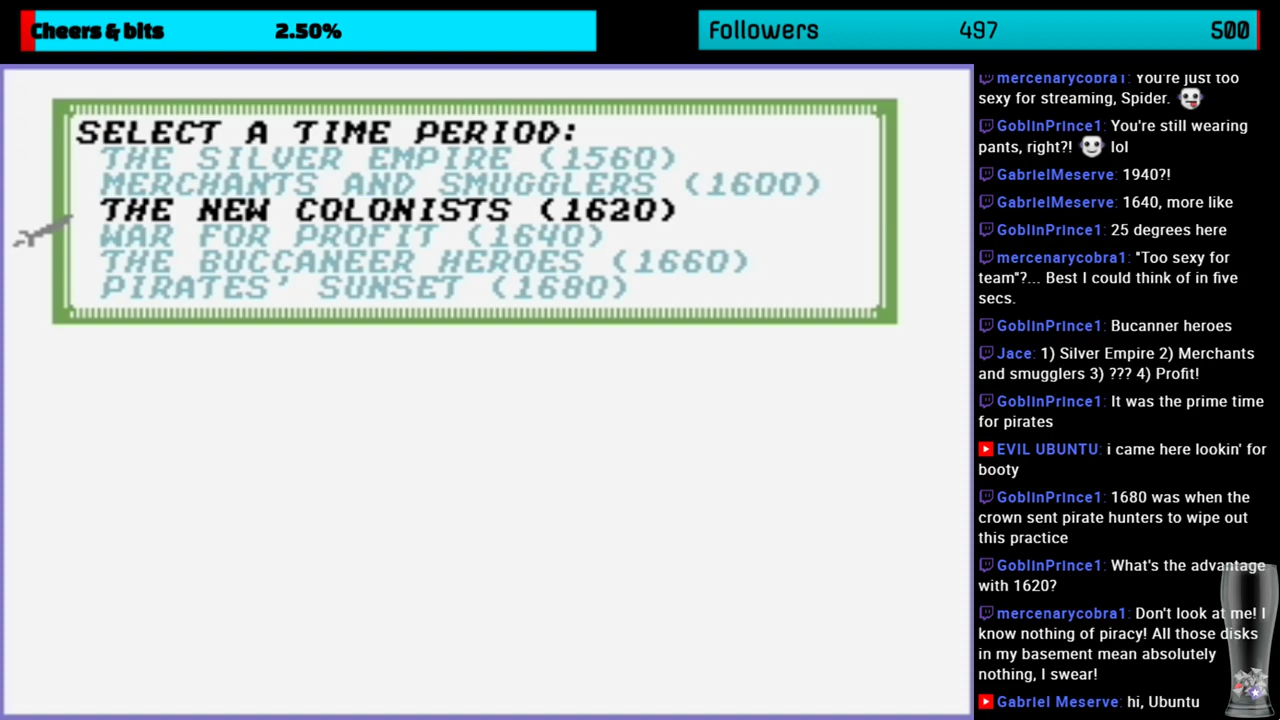 Cheers & bits 2.50%
Followers 497 500
SELECT A TIME PERIOD:
THE SILVER EMPIRE (1560)
MERCHANTS AND SMUGGLERS (1600)
THE NEW COLONISTS (1620)
WAR FOR PROFIT (1640)
THE BUCCANEER HEROES (1660)
PIRATES' SUNSET (1680)
mercenarycobra1: You're just too
sexy for streaming, Spider.
GoblinPrince1: You're still wearing
pants, right?! lol
GabrielMeserve: 1940?!
GabrielMeserve: 1640, more like
GoblinPrince1: 25 degrees here
mercenarycobra1: "Too sexy for
team"?... Best I could think of in five
secs.
GoblinPrince1: Bucanner heroes
Jace: 1) Silver Empire 2) Merchants
and smugglers 3) ??? 4) Profit!
GoblinPrince1: It was the prime time
for pirates
EVIL UBUNTU: i came here lookin' for
booty
GoblinPrince1: 1680 was when the
crown sent pirate hunters to wipe out
this practice
GoblinPrince1: What's the advantage
with 1620?
mercenarycobra1: Don't look at me! I
know nothing of piracy! All those disks
in my basement mean absolutely
nothing, I swear!
Gabriel Meserve: hi, Ubuntu